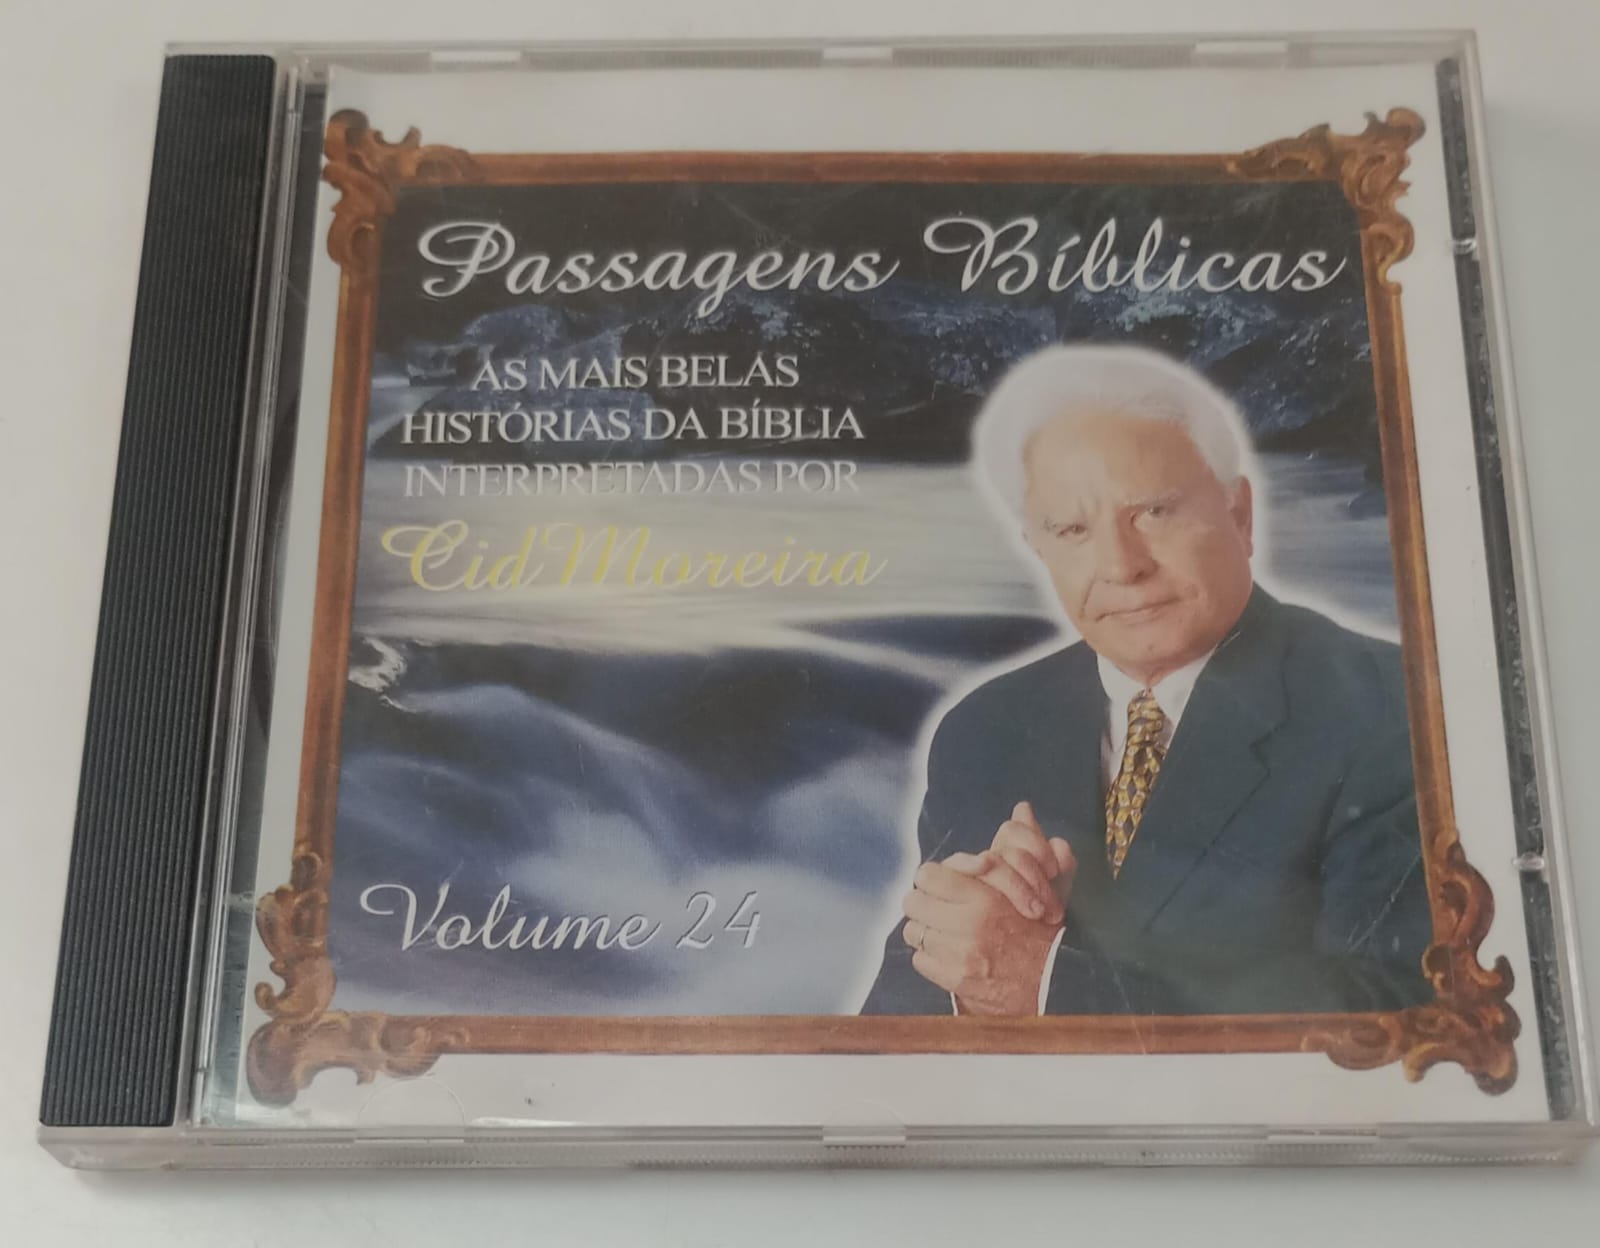 Passagens Bíblicas
AS MAIS BELAS
HISTÓRIAS DA BÍBLIA
INTERPRETADAS POR
Cid Moreira
Volume 24